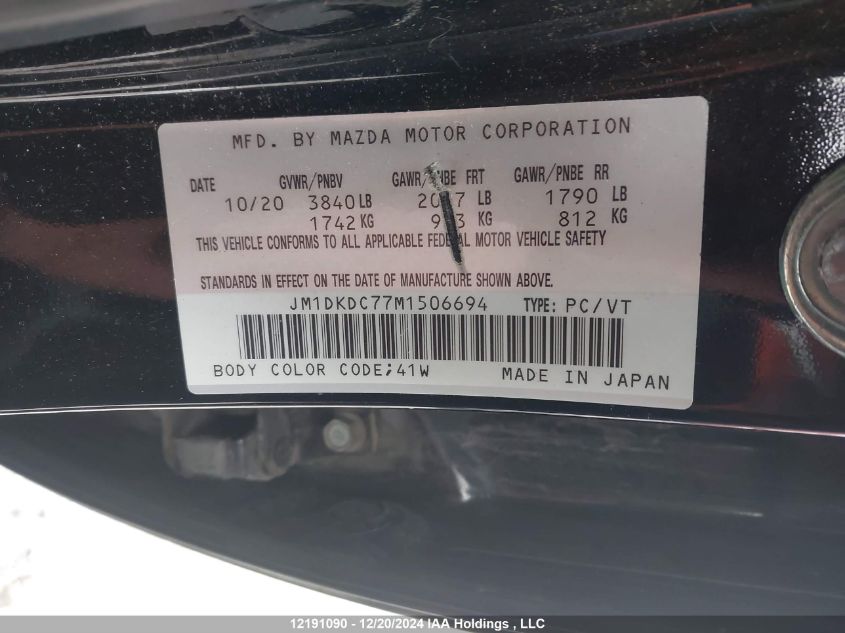 MFD. BY MAZDA MOTOR CORPORATION
DATE GVWR/PNBV GAWR/PNBE FRT GAWR/PNBE RR
10/20 3840 LB LB 1790 LB
1742 KG KG 812 KG
THIS VEHICLE CONFORMS TO ALL APPLICABLE FEDERAL MOTOR VEHICLE SAFETY
STANDARDS IN EFFECT ON THE DATE OF MANUFACTURE SHOWN ABOVE.
JM1DKDC77M1506694 TYPE: PC/VT
BODY COLOR CODE;41W MADE IN JAPAN
12191090 - 12/20/2024 IAA Holdings , LLC